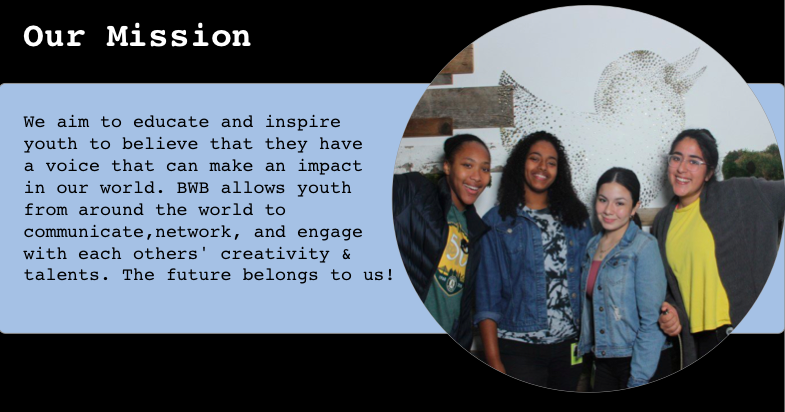 Our Mission
We aim to educate and inspire
youth to believe that they have
a voice that can make an impact
in our world. BWB allows youth
from around the world to
communicate,network, and engage
with each others' creativity &
talents. The future belongs to us!